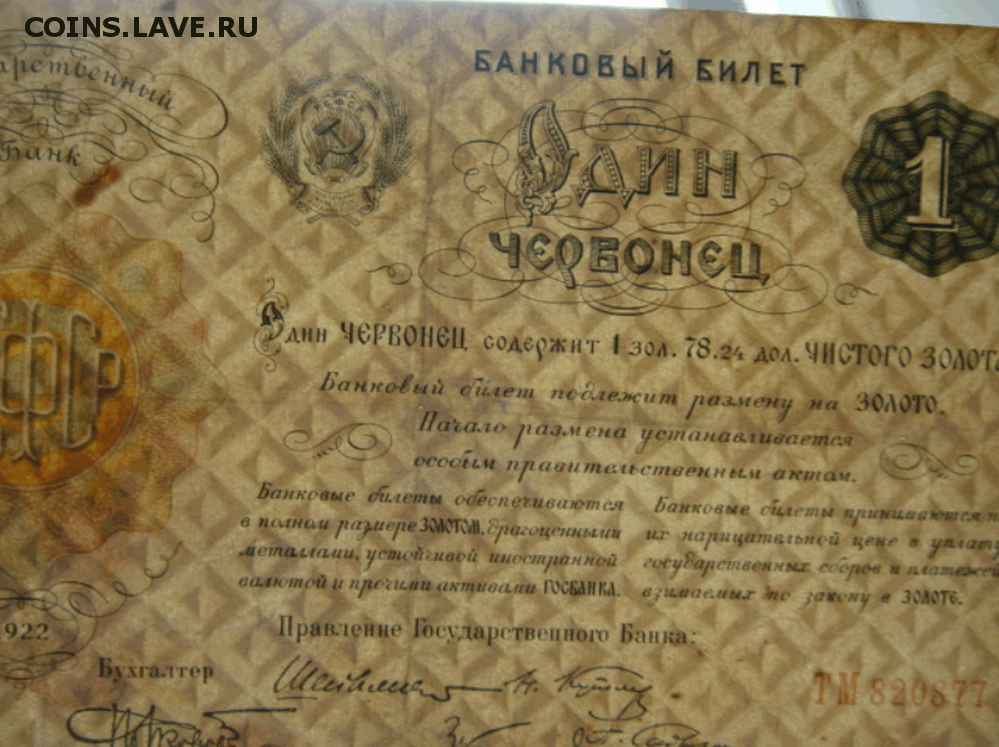 COINS.LAVE.RU
арственный
Банк
РСФСР
БАНКОВЫЙ БИЛЕТ
ОДИН
ЧЕРВОНЕЦ
1
Один ЧЕРВОНЕЦ содержит 1 зол. 78.24 дол. ЧИСТОГО ЗОЛОТА
Банковый билет подлежит размену на ЗОЛОТО.
Начало размена устанавливается
особым правительственным актом.
Банковые билеты обеспечиваются
в полном размере ЗОЛОТОМ, драгоценными
металлами, устойчивой иностранной
валютой и прочими активами ГОСБАНКА.
Банковые билеты принимаются п
их нарицательной цене в уплату
государственных сборов и платежей
взимаемых по закону в ЗОЛОТЕ.
1922
Правление Государственного Банка:
Бухгалтер
ТМ 820877